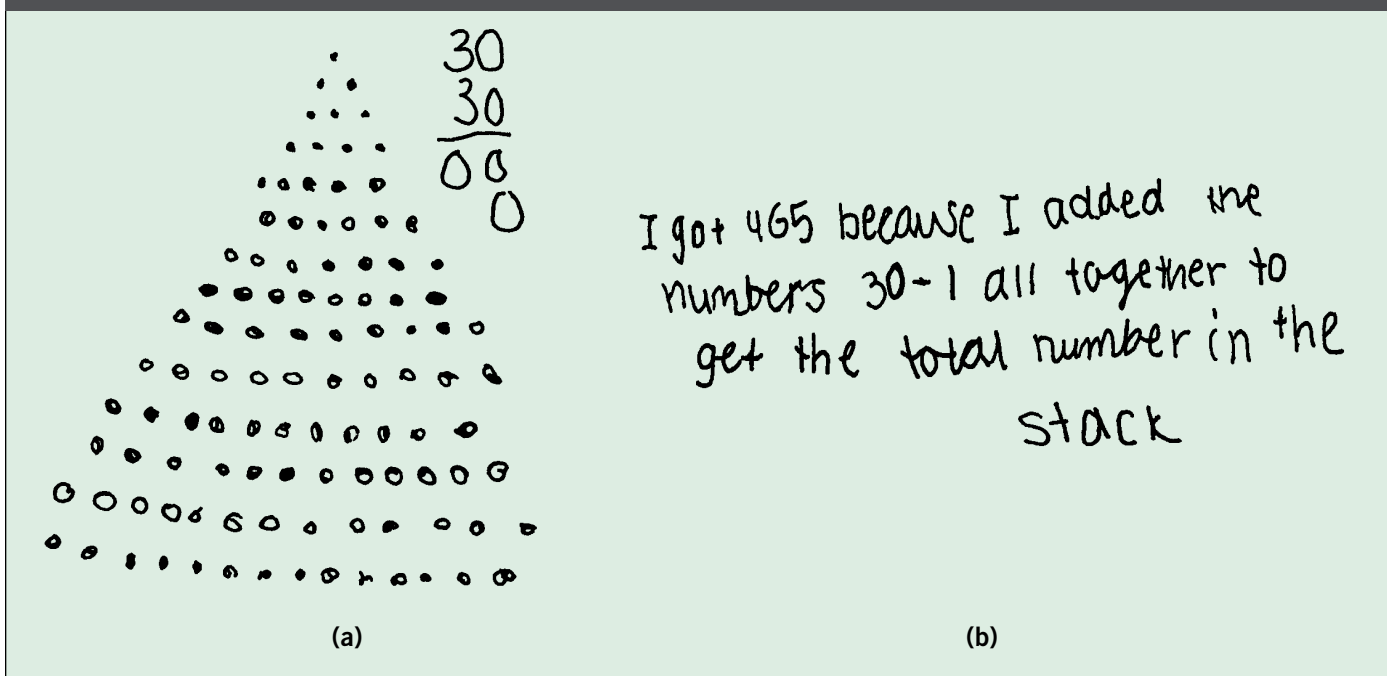 30
30
00
0
I got 465 because I added the
numbers 30-1 all together to
get the total number in the
stack
(a)
(b)